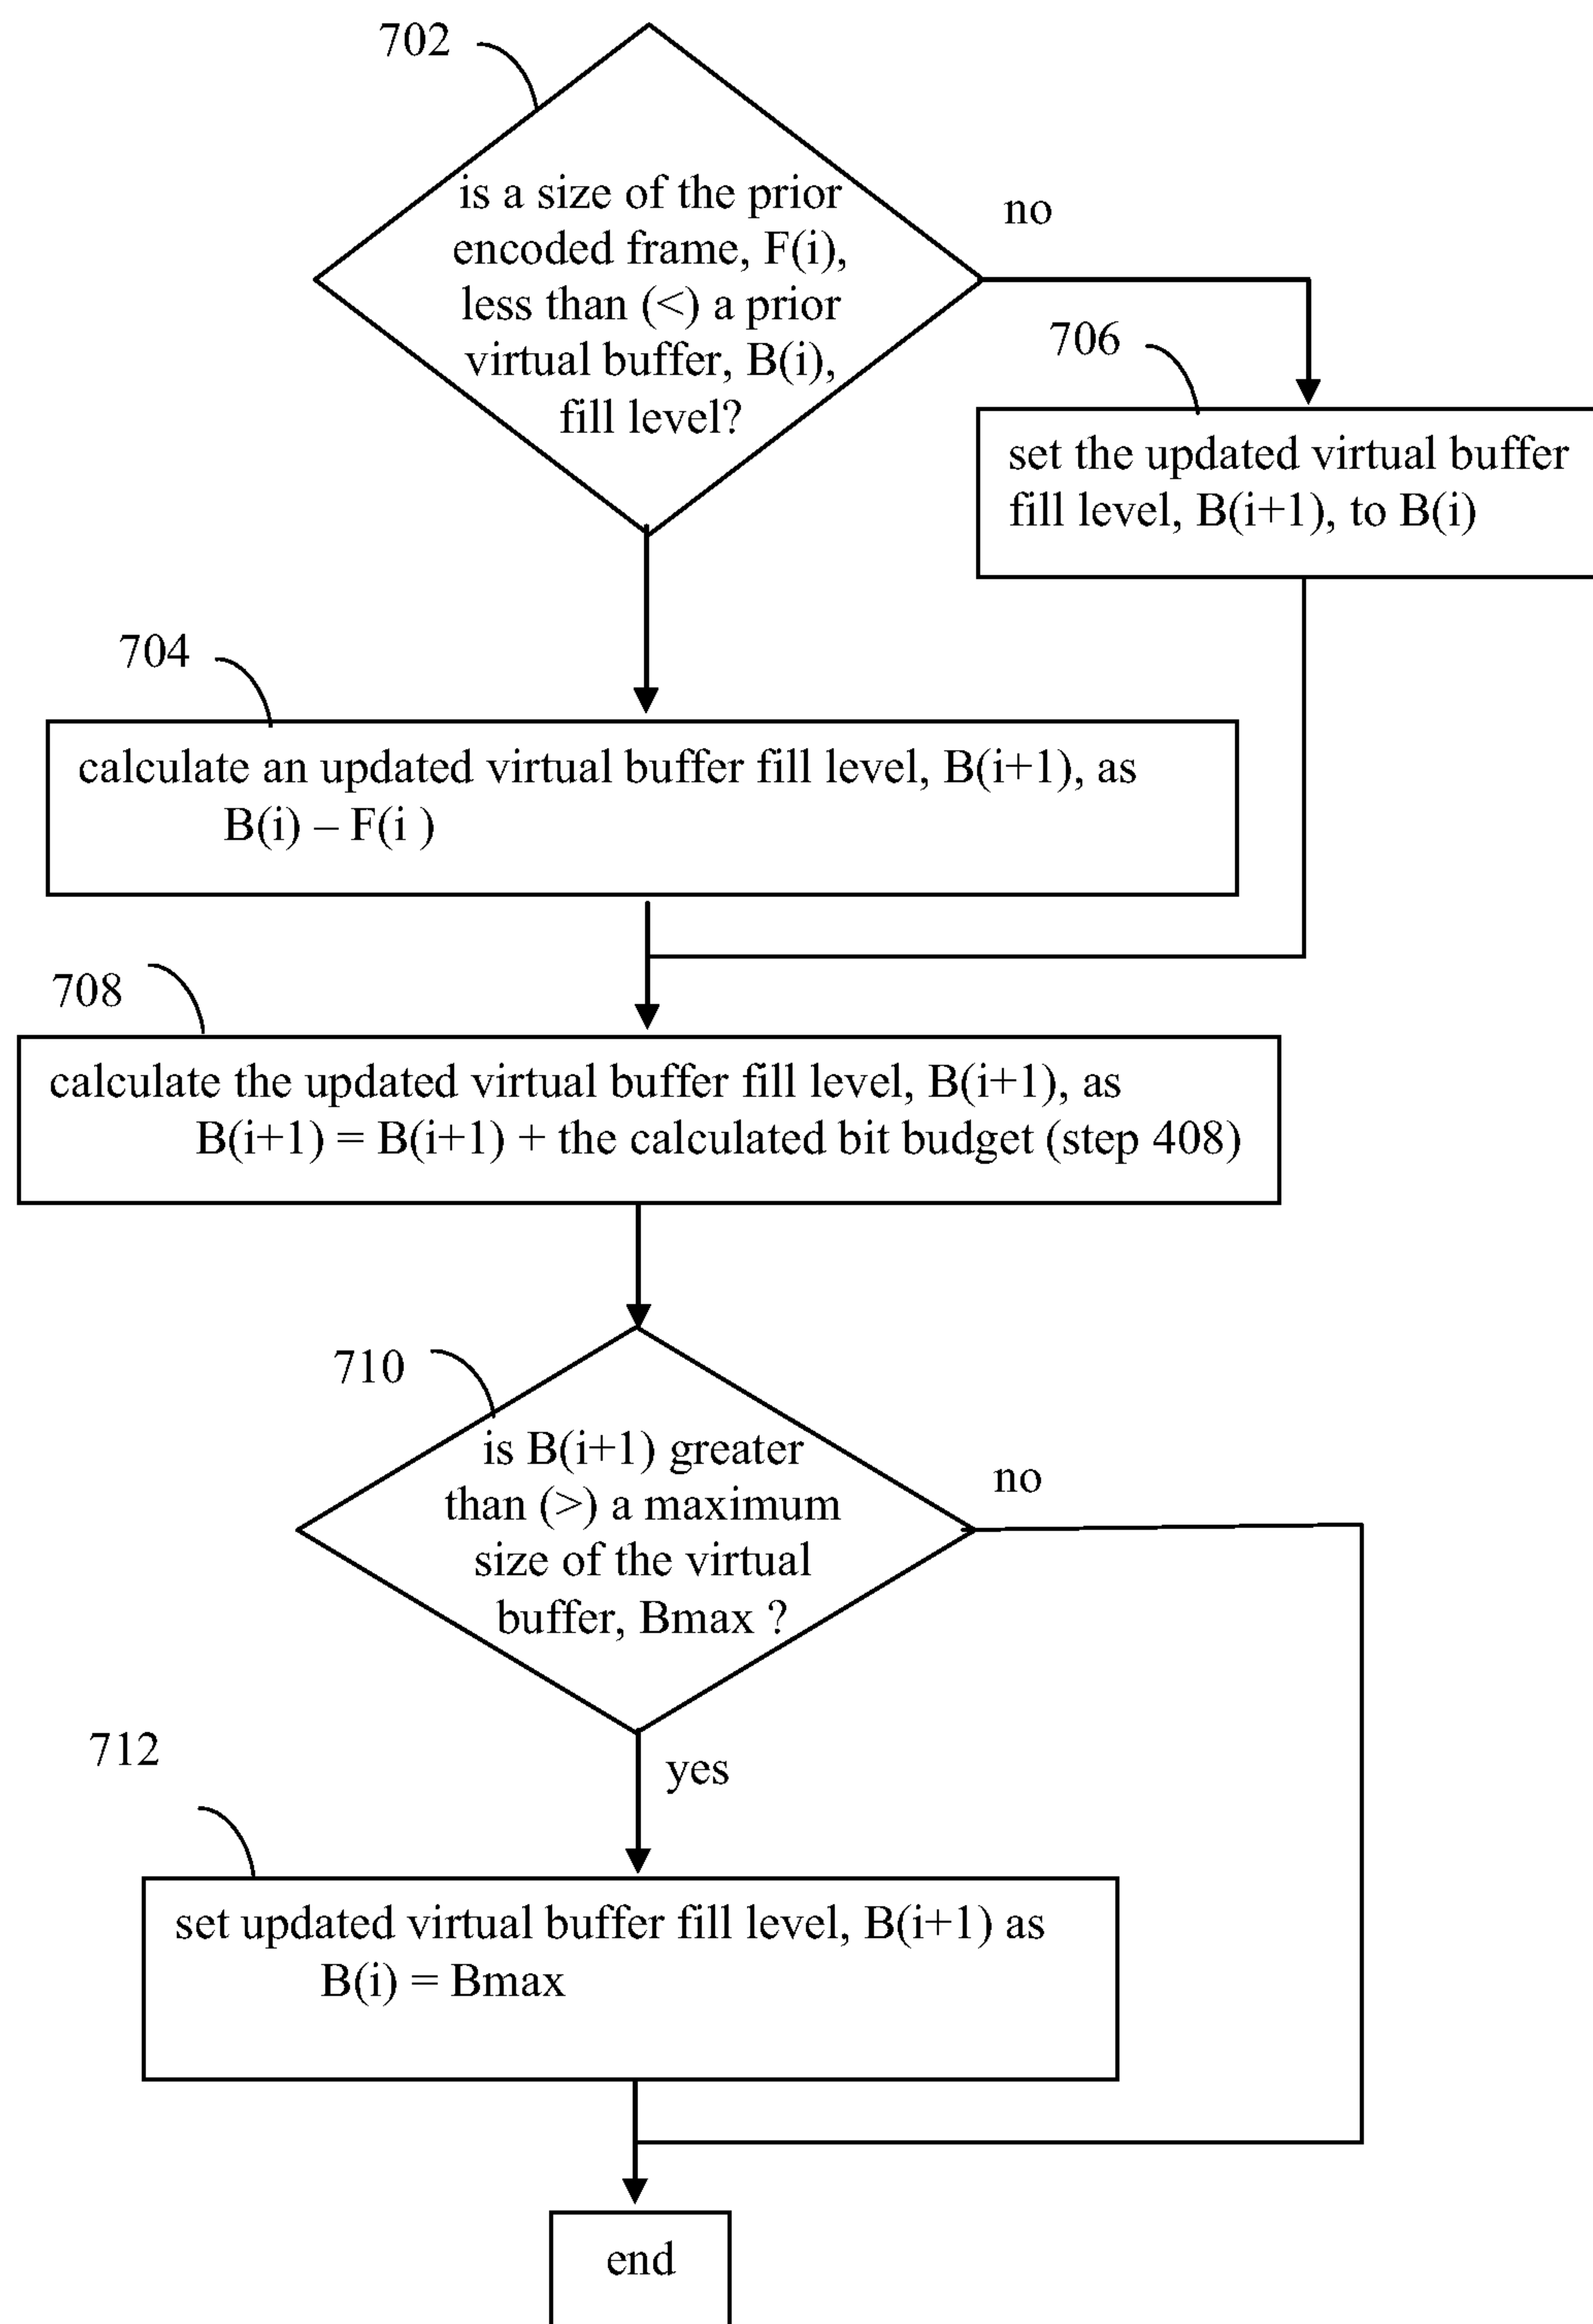 702
is a size of the prior
encoded frame, F(i),
less than (<) a prior
virtual buffer, B(i),
fill level?
no
706
set the updated virtual buffer
fill level, B(i+1), to B(i)
704
calculate an updated virtual buffer fill level, B(i+1), as
B(i) – F(i )
708
calculate the updated virtual buffer fill level, B(i+1), as
B(i+1) = B(i+1) + the calculated bit budget (step 408)
710
is B(i+1) greater
than (>) a maximum
size of the virtual
buffer, Bmax ?
no
yes
712
set updated virtual buffer fill level, B(i+1) as
B(i) = Bmax
end